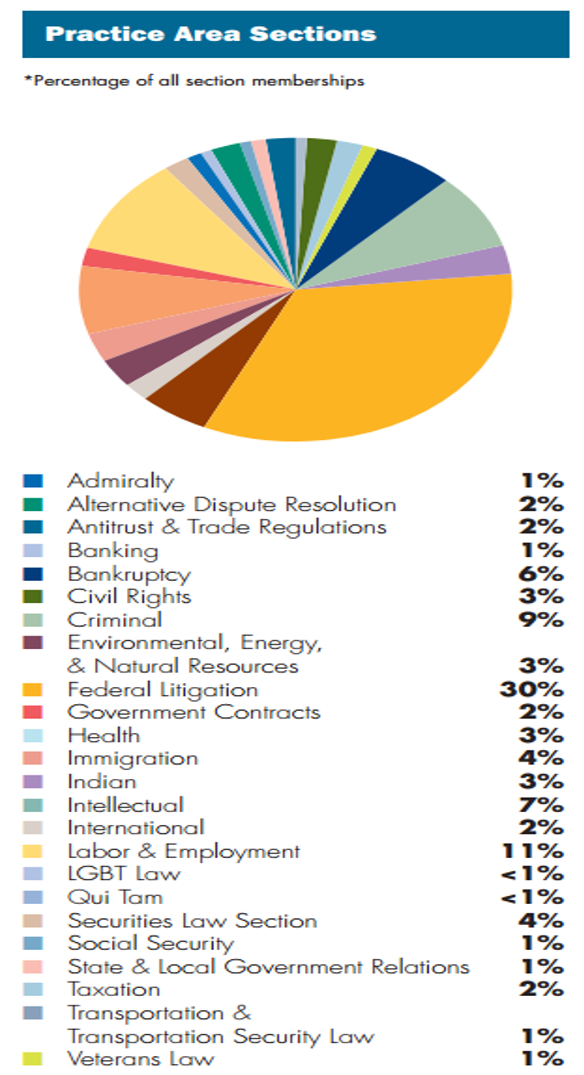 Practice Area Sections
*Percentage of all section memberships
Admiralty 1%
Alternative Dispute Resolution 2%
Antitrust & Trade Regulations 2%
Banking 1%
Bankruptcy 6%
Civil Rights 3%
Criminal 9%
Environmental, Energy,
& Natural Resources 3%
Federal Litigation 30%
Government Contracts 2%
Health 3%
Immigration 4%
Indian 3%
Intellectual 7%
International 2%
Labor & Employment 11%
LGBT Law <1%
Qui Tam <1%
Securities Law Section 4%
Social Security 1%
State & Local Government Relations 1%
Taxation 2%
Transportation &
Transportation Security Law 1%
Veterans Law 1%